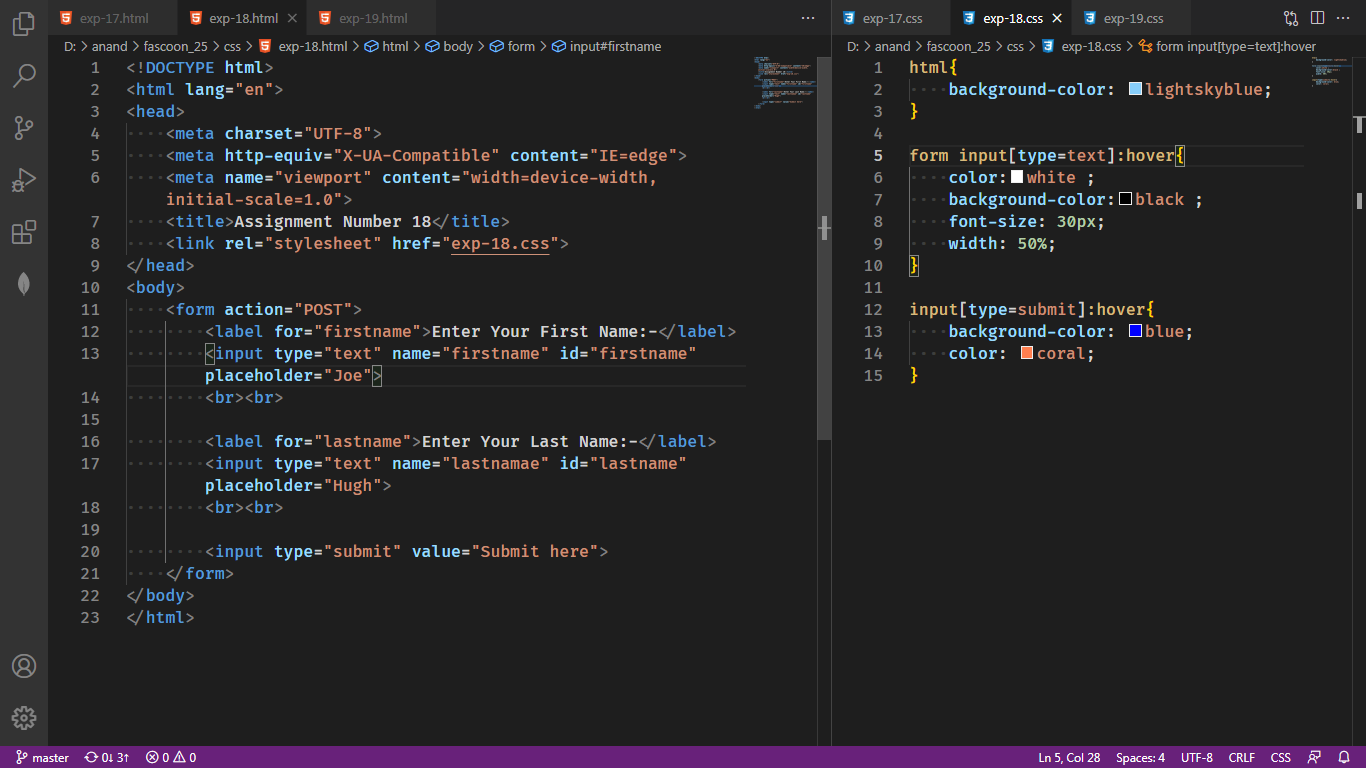 exp-17.html
exp-18.html
exp-19.html
D: > anand > fascoon_25 > css > exp-18.html > html > body > form > input#firstname
1 <!DOCTYPE html>
2 <html lang="en">
3 <head>
4 <meta charset="UTF-8">
5 <meta http-equiv="X-UA-Compatible" content="IE=edge">
6 <meta name="viewport" content="width=device-width,
initial-scale=1.0">
7 <title>Assignment Number 18</title>
8 <link rel="stylesheet" href="exp-18.css">
9 </head>
10 <body>
11 <form action="POST">
12 <label for="firstname">Enter Your First Name:-</label>
13 <input type="text" name="firstname" id="firstname"
placeholder="Joe">
14 <br><br>
15
16 <label for="lastname">Enter Your Last Name:-</label>
17 <input type="text" name="lastnamae" id="lastname"
placeholder="Hugh">
18 <br><br>
19
20 <input type="submit" value="Submit here">
21 </form>
22 </body>
23 </html>
exp-17.css
exp-18.css
exp-19.css
D: > anand > fascoon_25 > css > exp-18.css > form input[type=text]:hover
1 html{
2 background-color: lightskyblue;
3 }
4
5 form input[type=text]:hover{
6 color: white ;
7 background-color: black ;
8 font-size: 30px;
9 width: 50%;
10 }
11
12 input[type=submit]:hover{
13 background-color: blue;
14 color: coral;
15 }
master 0↓ 3↑ 0 0 Ln 5, Col 28 Spaces: 4 UTF-8 CRLF CSS